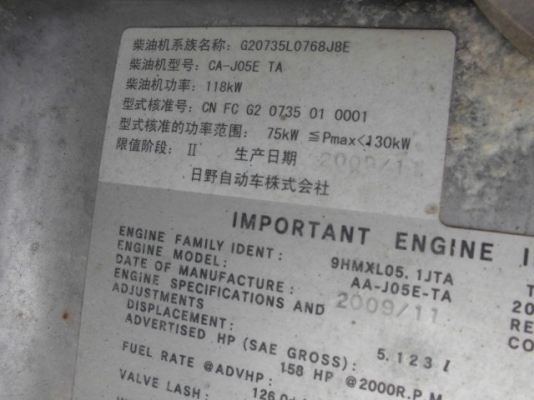 柴油机系族名称: G20735L0768J8E
柴油机型号: CA-J05E TA
柴油机功率: 118kW
型式核准号: CN FC G2 0735 01 0001
型式核准的功率范围: 75kW ≦Pmax<130kW
限值阶段: Ⅱ 生产日期 2009/11
日野自动车株式会社
IMPORTANT ENGINE I
ENGINE FAMILY IDENT: 9HMXL05.1JTA
ENGINE MODEL: AA-J05E-TA T
DATE OF MANUFACTURE: 2009/11 20
ENGINE SPECIFICATIONS AND RE
ADJUSTMENTS CO
DISPLACEMENT: 5.123 ℓ
ADVERTISED HP (SAE GROSS): 158 HP @2000R.P.M
FUEL RATE @ADVHP:
VALVE LASH: